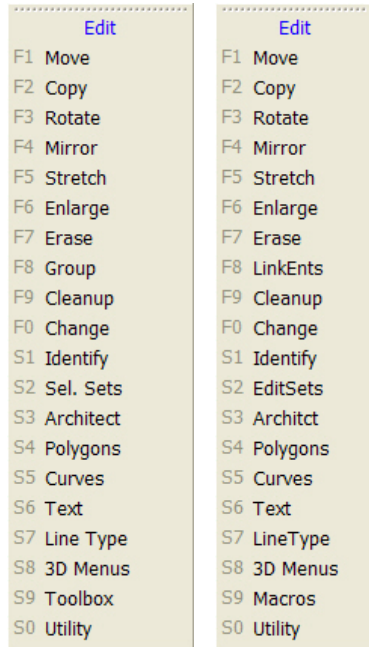 Edit
F1 Move
F2 Copy
F3 Rotate
F4 Mirror
F5 Stretch
F6 Enlarge
F7 Erase
F8 Group
F9 Cleanup
F0 Change
S1 Identify
S2 Sel. Sets
S3 Architect
S4 Polygons
S5 Curves
S6 Text
S7 Line Type
S8 3D Menus
S9 Toolbox
S0 Utility
Edit
F1 Move
F2 Copy
F3 Rotate
F4 Mirror
F5 Stretch
F6 Enlarge
F7 Erase
F8 LinkEnts
F9 Cleanup
F0 Change
S1 Identify
S2 EditSets
S3 Architct
S4 Polygons
S5 Curves
S6 Text
S7 LineType
S8 3D Menus
S9 Macros
S0 Utility